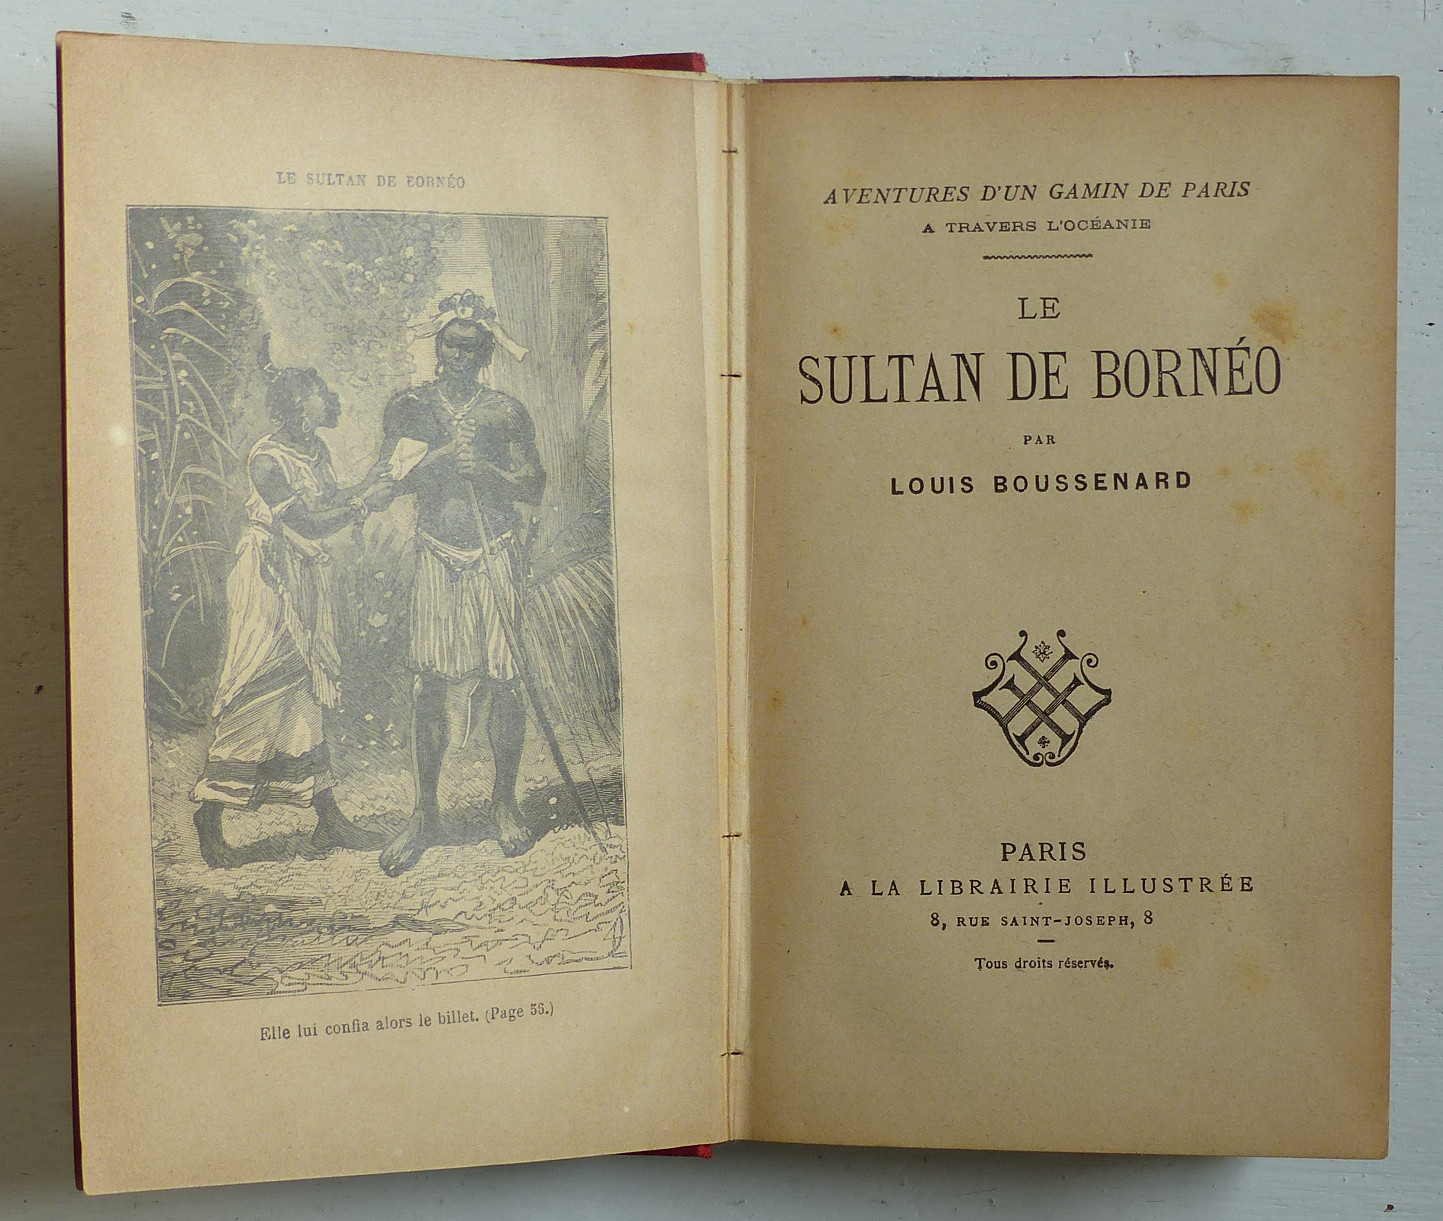 LE SULTAN DE BORNÉO
Elle lui confia alors le billet. (Page 56.)
AVENTURES D'UN GAMIN DE PARIS
A TRAVERS L'OCÉANIE
LE
SULTAN DE BORNÉO
PAR
LOUIS BOUSSENARD
PARIS
A LA LIBRAIRIE ILLUSTRÉE
8, RUE SAINT-JOSEPH, 8
Tous droits réservés.